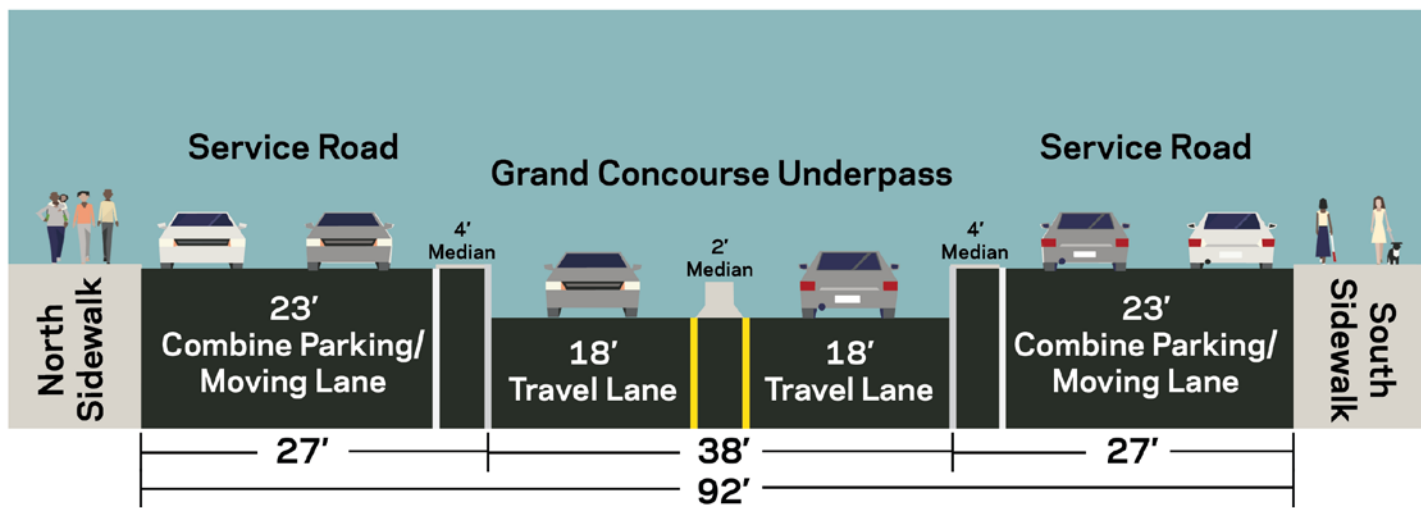 Service Road
Grand Concourse Underpass
Service Road
4’
Median
2’
Median
4’
Median
North
Sidewalk
23’
Combine Parking/
Moving Lane
18’
Travel Lane
18’
Travel Lane
23’
Combine Parking/
Moving Lane
South
Sidewalk
27’
38’
27’
92’